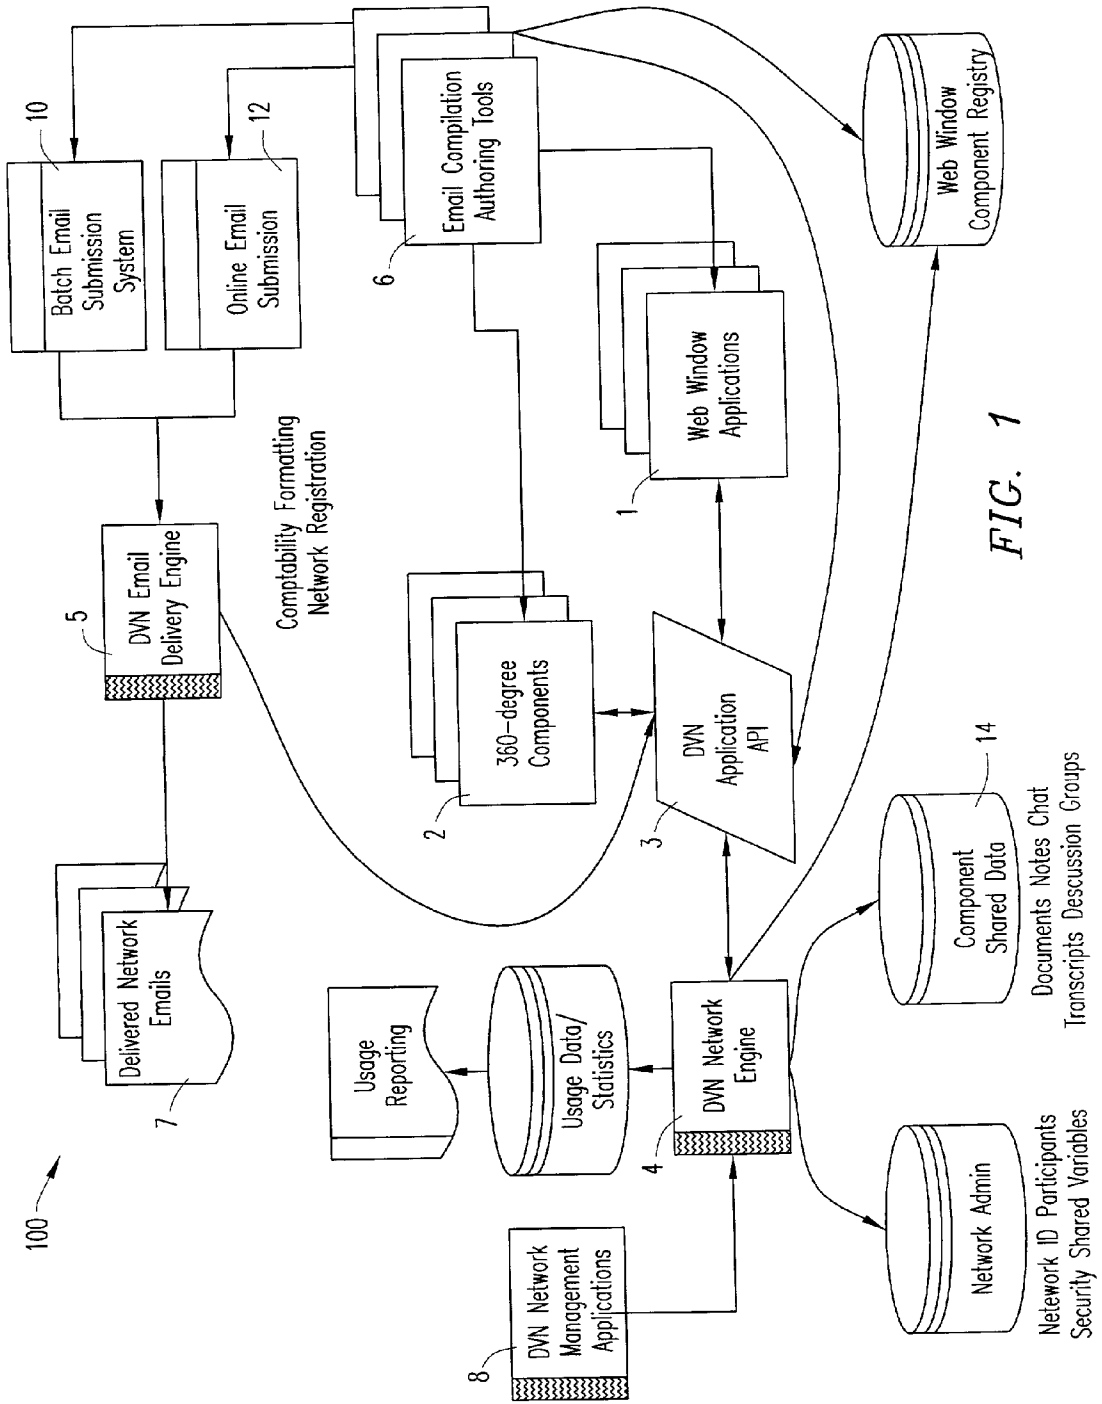 100
7
Delivered Network
Emails
5
DVN Email
Delivery Engine
Batch Email
Submission
System
10
Online Email
Submission
12
Comptability Formatting
Network Registration
Usage
Reporting
Usage Data/
Statistics
2
360-degree
Components
6
Email Compilation
Authoring Tools
8
DVN Network
Management
Applications
4
DVN Network
Engine
3
DVN
Application
API
1
Web Window
Applications
Network Admin
Netework ID Participants
Security Shared Variables
Component
Shared Data
14
Documents Notes Chat
Transcripts Descussion Groups
Web Window
Component Registry
FIG. 1